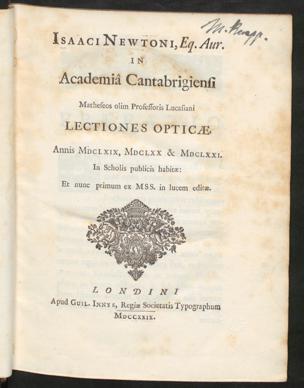 ISAACI NEWTONI, Eq. Aur.
IN
Academiâ Cantabrigiensi
Matheseos olim Professoris Lucasiani
LECTIONES OPTICÆ,
Annis MDCLXIX, MDCLXX & MDCLXXI.
In Scholis publicis habitæ:
Et nunc primum ex MSS. in lucem editæ.
LONDINI
Apud GUIL. INNYS, Regiæ Societatis Typographum
MDCCXXIX.